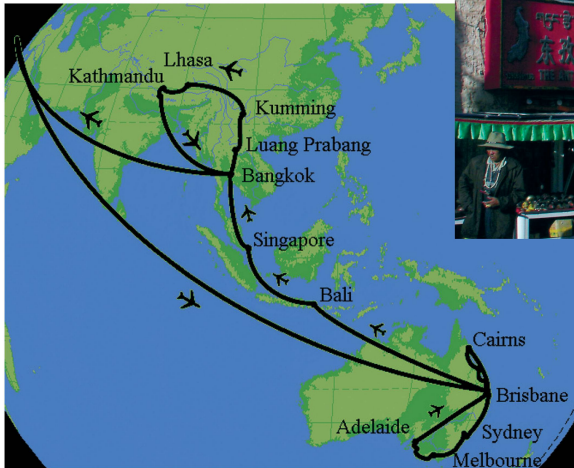 Lhasa
Kathmandu
Kumming
Luang Prabang
Bangkok
Singapore
Bali
Cairns
Brisbane
Adelaide
Sydney
Melbourne